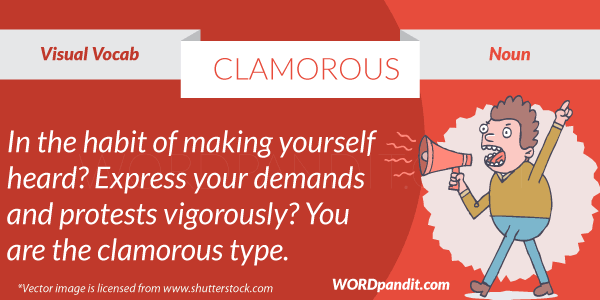 Visual Vocab
CLAMOROUS
Noun
In the habit of making yourself
heard? Express your demands
and protests vigorously? You
are the clamorous type.
*Vector image is licensed from www.shutterstock.com
WORDpandit.com